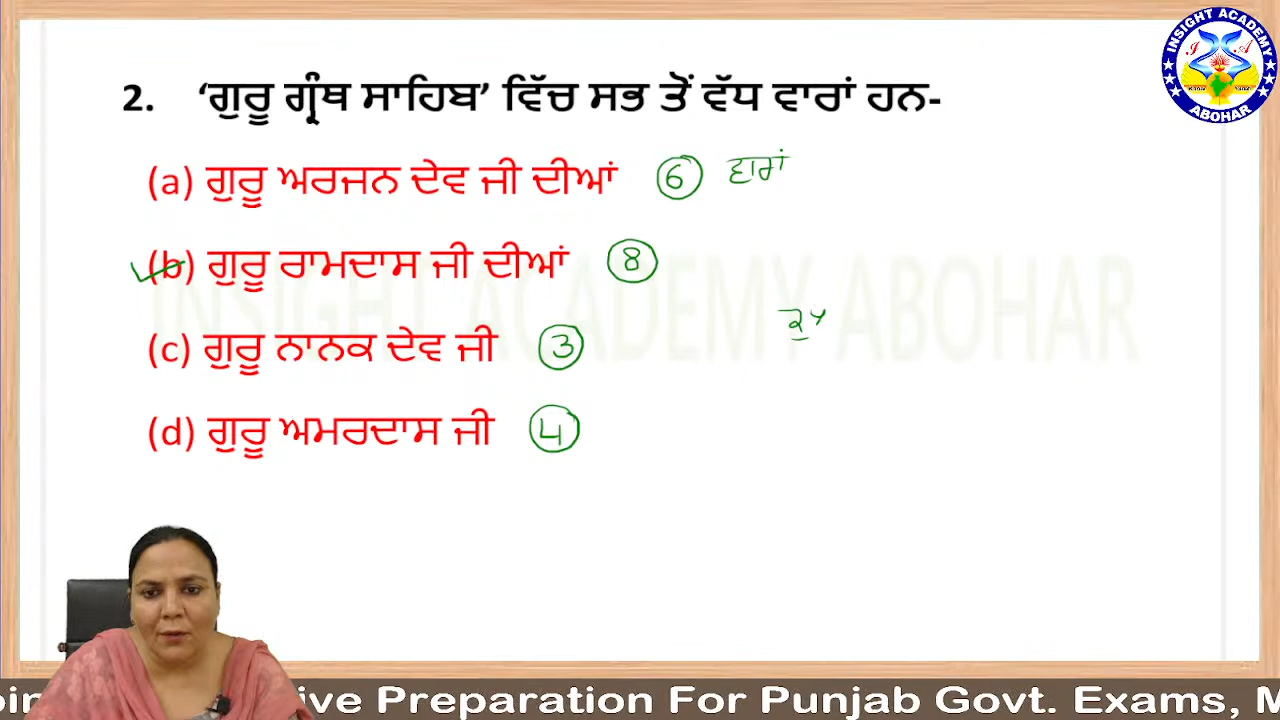 INSIGHT ACADEMY
I A
ABOHAR
2. ‘ਗੁਰੂ ਗ੍ਰੰਥ ਸਾਹਿਬ’ ਵਿੱਚ ਸਭ ਤੋਂ ਵੱਧ ਵਾਰਾਂ ਹਨ-
(a) ਗੁਰੂ ਅਰਜਨ ਦੇਵ ਜੀ ਦੀਆਂ 6 ਵਾਰਾਂ
(b) ਗੁਰੂ ਰਾਮਦਾਸ ਜੀ ਦੀਆਂ 8
INSIGHT ACADEMY ABOHAR
(c) ਗੁਰੂ ਨਾਨਕ ਦੇਵ ਜੀ 3
(d) ਗੁਰੂ ਅਮਰਦਾਸ ਜੀ 4
ive Preparation For Punjab Govt. Exams, M